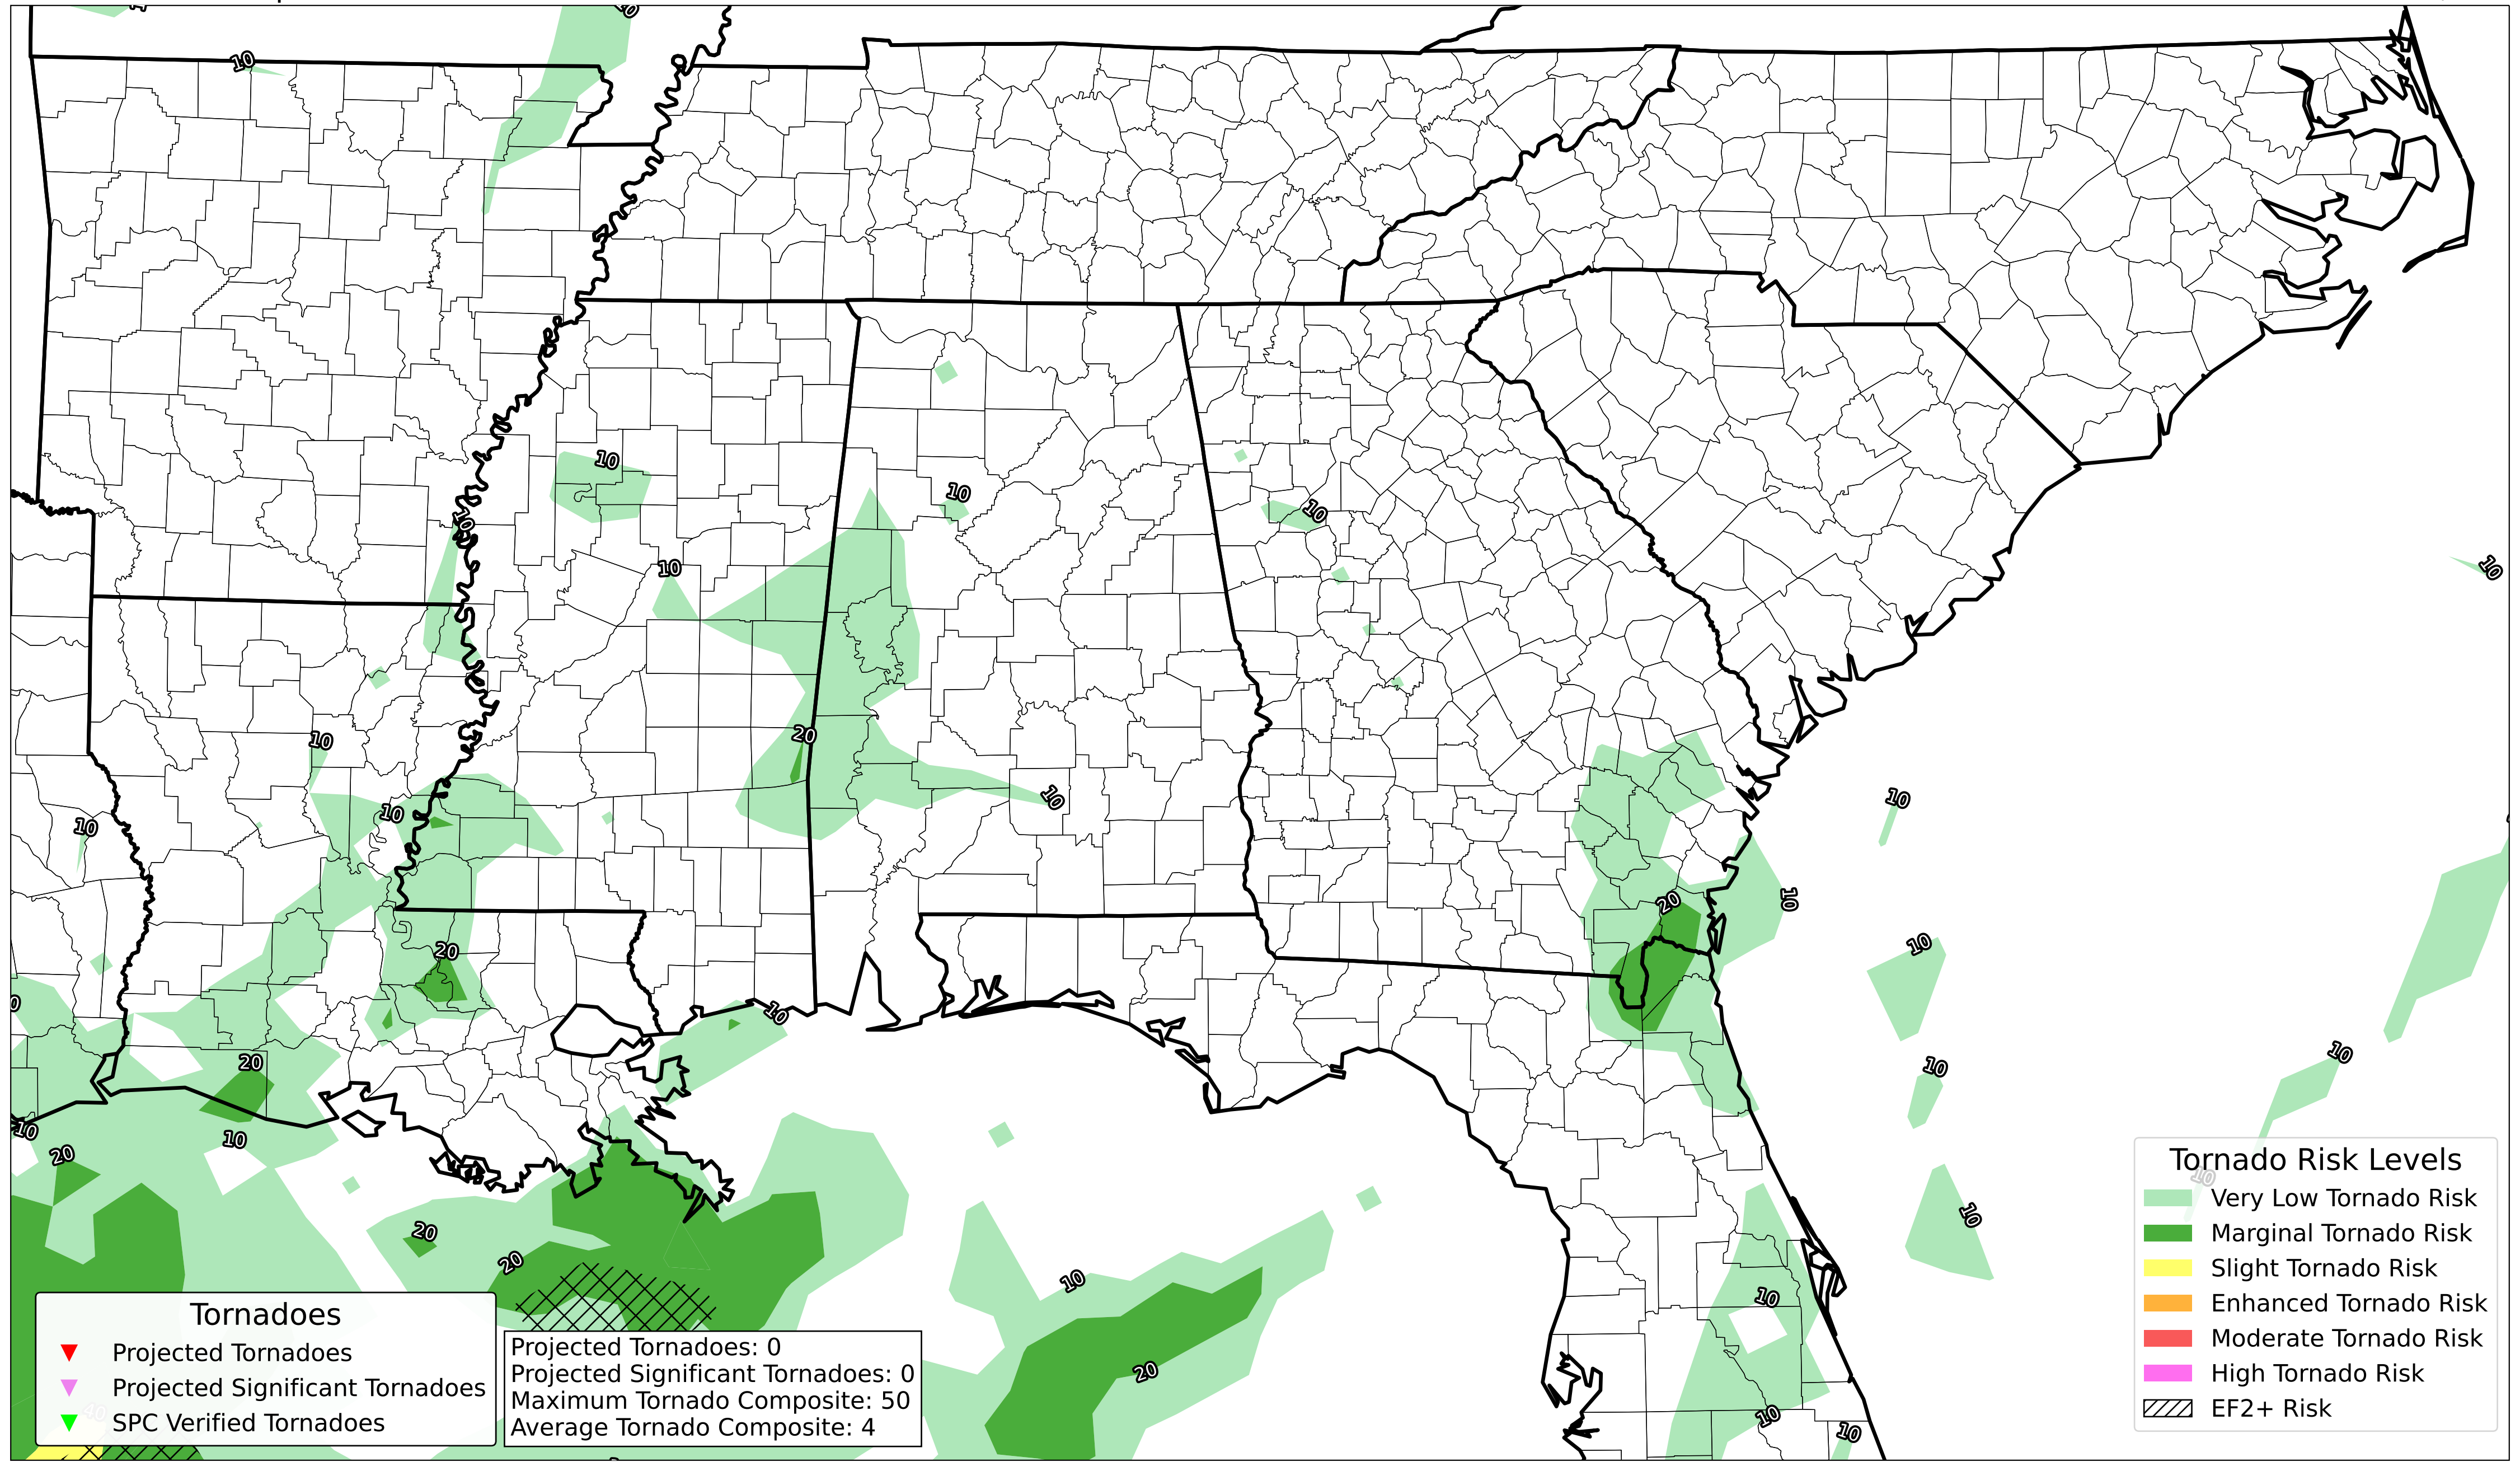 10
10
10
10
10
10
10
20
10
10
10
10
10
20
10
20
10
10
20
10
10
10
10
20
10
20
20
10
10
20
10
10
10
40
Tornadoes
Projected Tornadoes
Projected Significant Tornadoes
SPC Verified Tornadoes
Projected Tornadoes: 0
Projected Significant Tornadoes: 0
Maximum Tornado Composite: 50
Average Tornado Composite: 4
Tornado Risk Levels
10
Very Low Tornado Risk
Marginal Tornado Risk
Slight Tornado Risk
Enhanced Tornado Risk
Moderate Tornado Risk
High Tornado Risk
EF2+ Risk